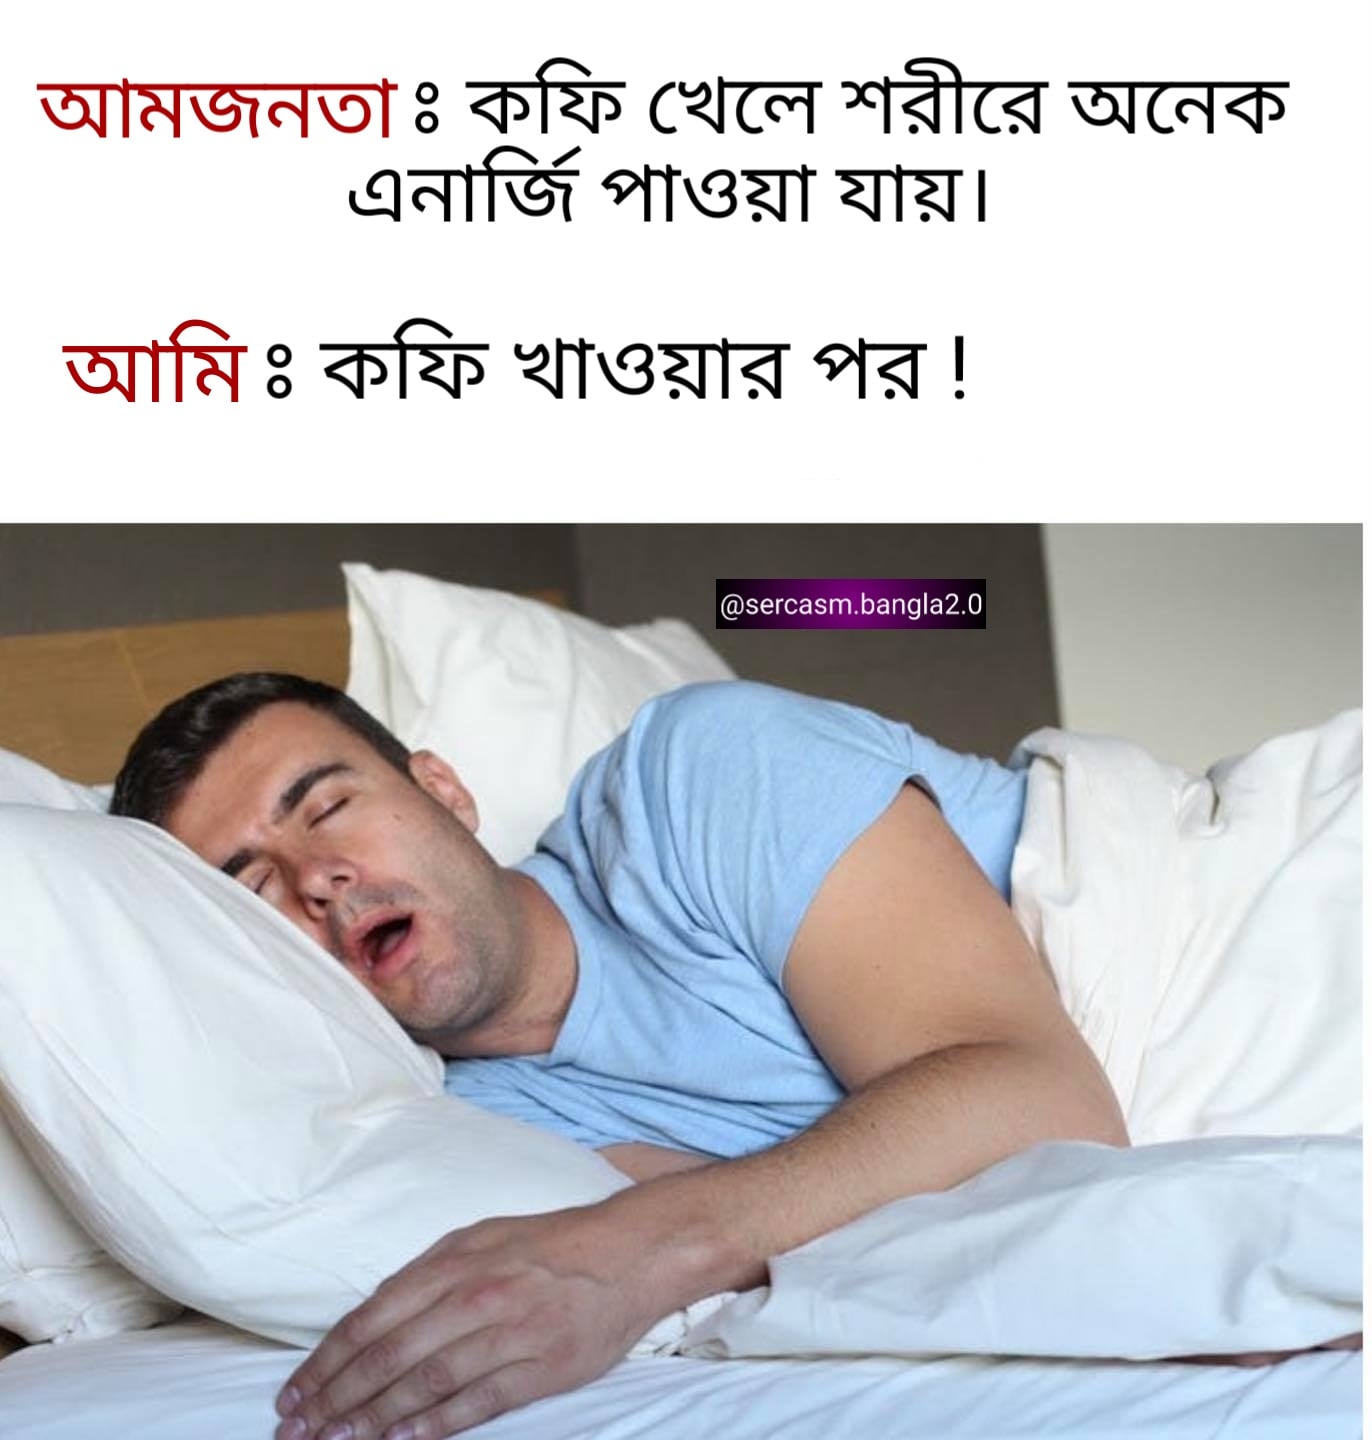 আমজনতা ঃ কফি খেলে শরীরে অনেক
এনার্জি পাওয়া যায়।
আমি ঃ কফি খাওয়ার পর !
@sercasm.bangla2.0